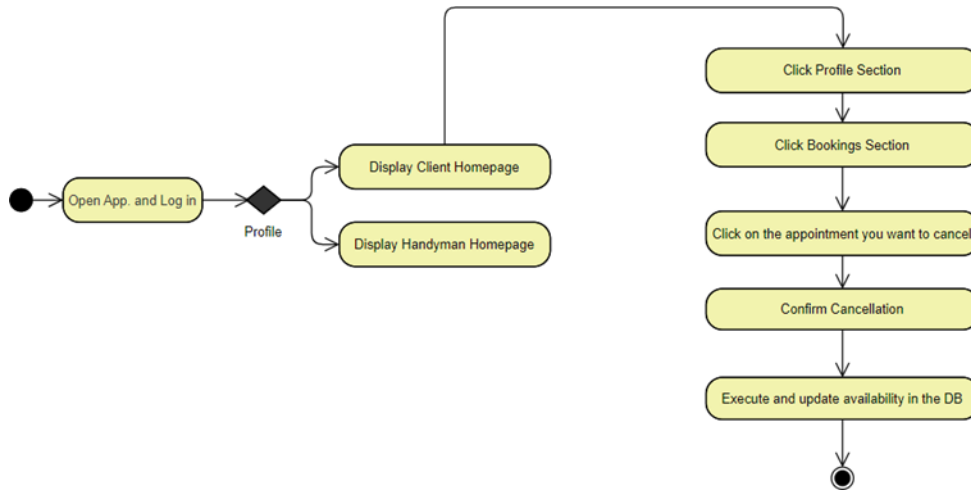 Open App. and Log in
Profile
Display Client Homepage
Display Handyman Homepage
Click Profile Section
Click Bookings Section
Click on the appointment you want to cancel
Confirm Cancellation
Execute and update availability in the DB